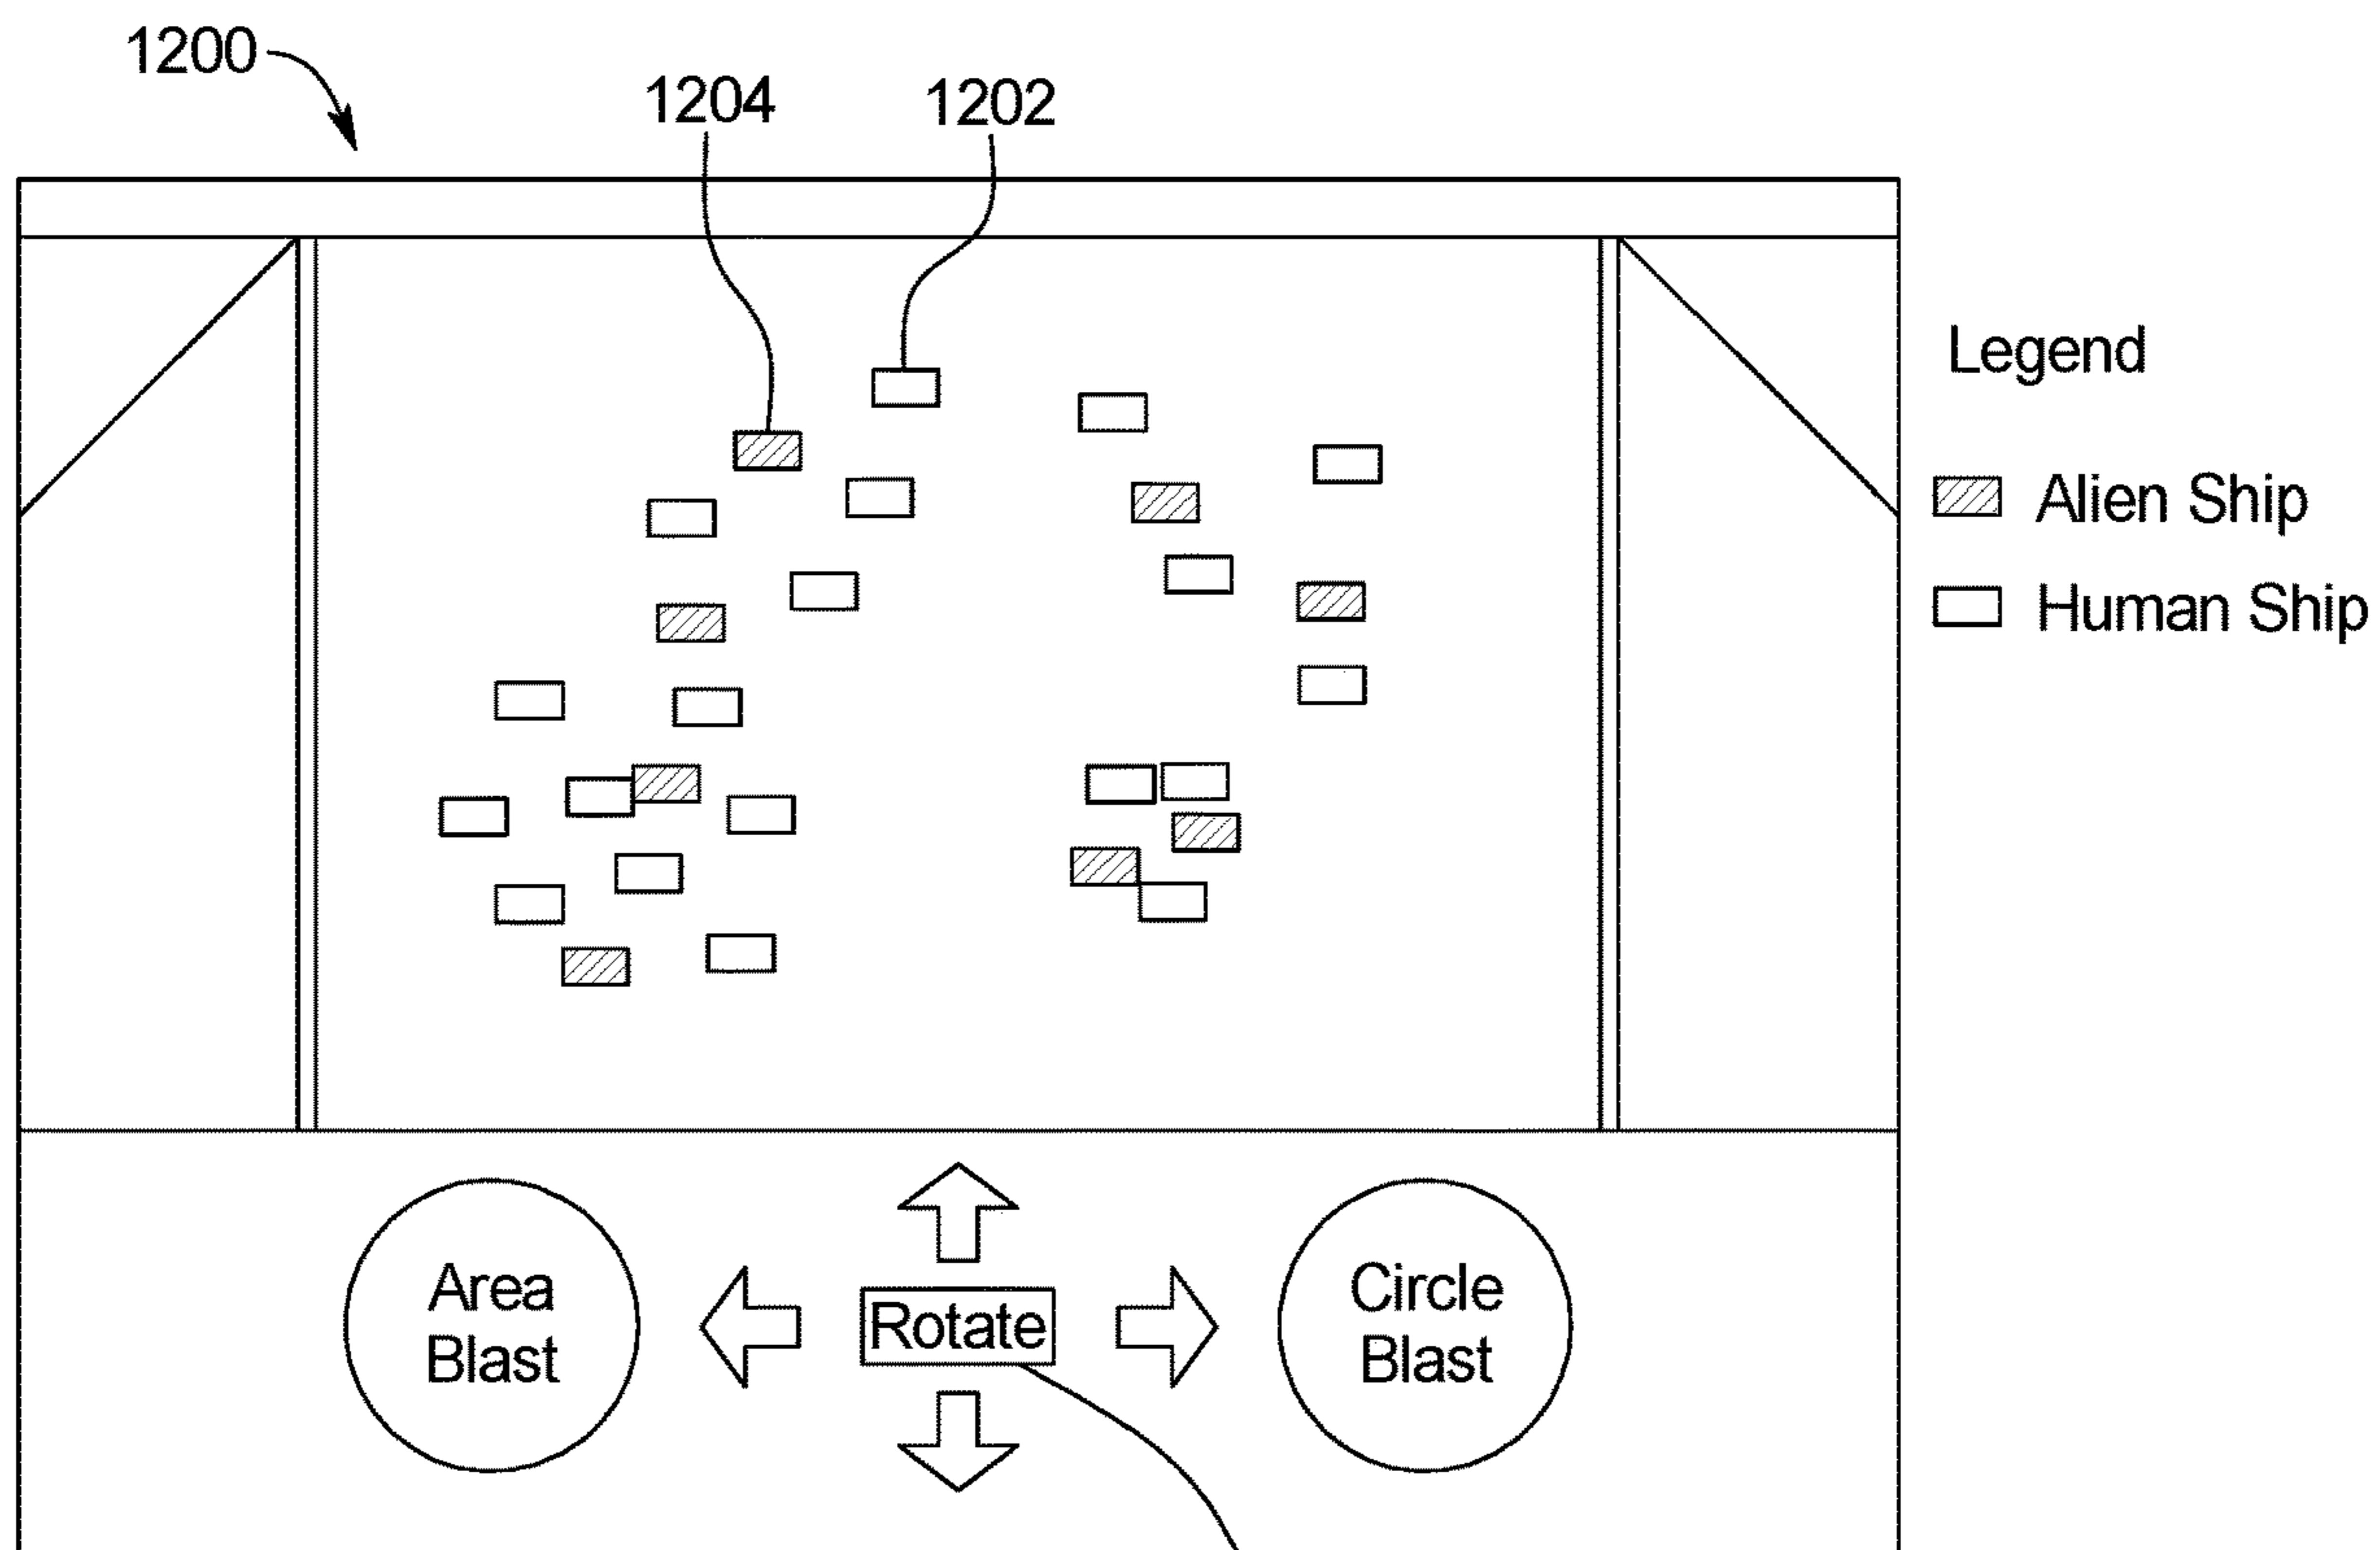 1200
1204
1202
Legend
Alien Ship
Human Ship
Area
Blast
Rotate
Circle
Blast